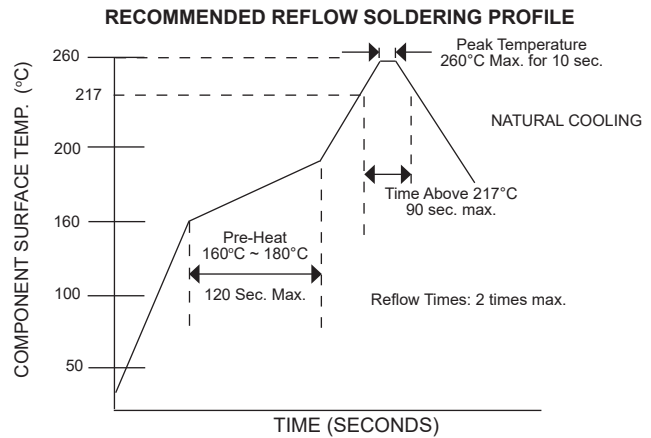 RECOMMENDED REFLOW SOLDERING PROFILE
COMPONENT SURFACE TEMP. (°C)
260
217
200
160
100
50
Peak Temperature
260°C Max. for 10 sec.
NATURAL COOLING
Time Above 217°C
90 sec. max.
Pre-Heat
160°C ~ 180°C
120 Sec. Max.
Reflow Times: 2 times max.
TIME (SECONDS)